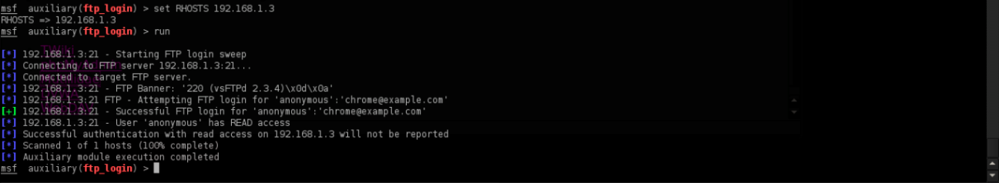 msf auxiliary(ftp_login) > set RHOSTS 192.168.1.3
RHOSTS => 192.168.1.3
msf auxiliary(ftp_login) > run
[*] 192.168.1.3:21 - Starting FTP login sweep
[*] Connecting to FTP server 192.168.1.3:21...
[*] Connected to target FTP server.
[*] 192.168.1.3:21 - FTP Banner: '220 (vsFTPd 2.3.4)\x0d\x0a'
[*] 192.168.1.3:21 FTP - Attempting FTP login for 'anonymous':'chrome@example.com'
[+] 192.168.1.3:21 - Successful FTP login for 'anonymous':'chrome@example.com'
[*] 192.168.1.3:21 - User 'anonymous' has READ access
[*] Successful authentication with read access on 192.168.1.3 will not be reported
[*] Scanned 1 of 1 hosts (100% complete)
[*] Auxiliary module execution completed
msf auxiliary(ftp_login) >